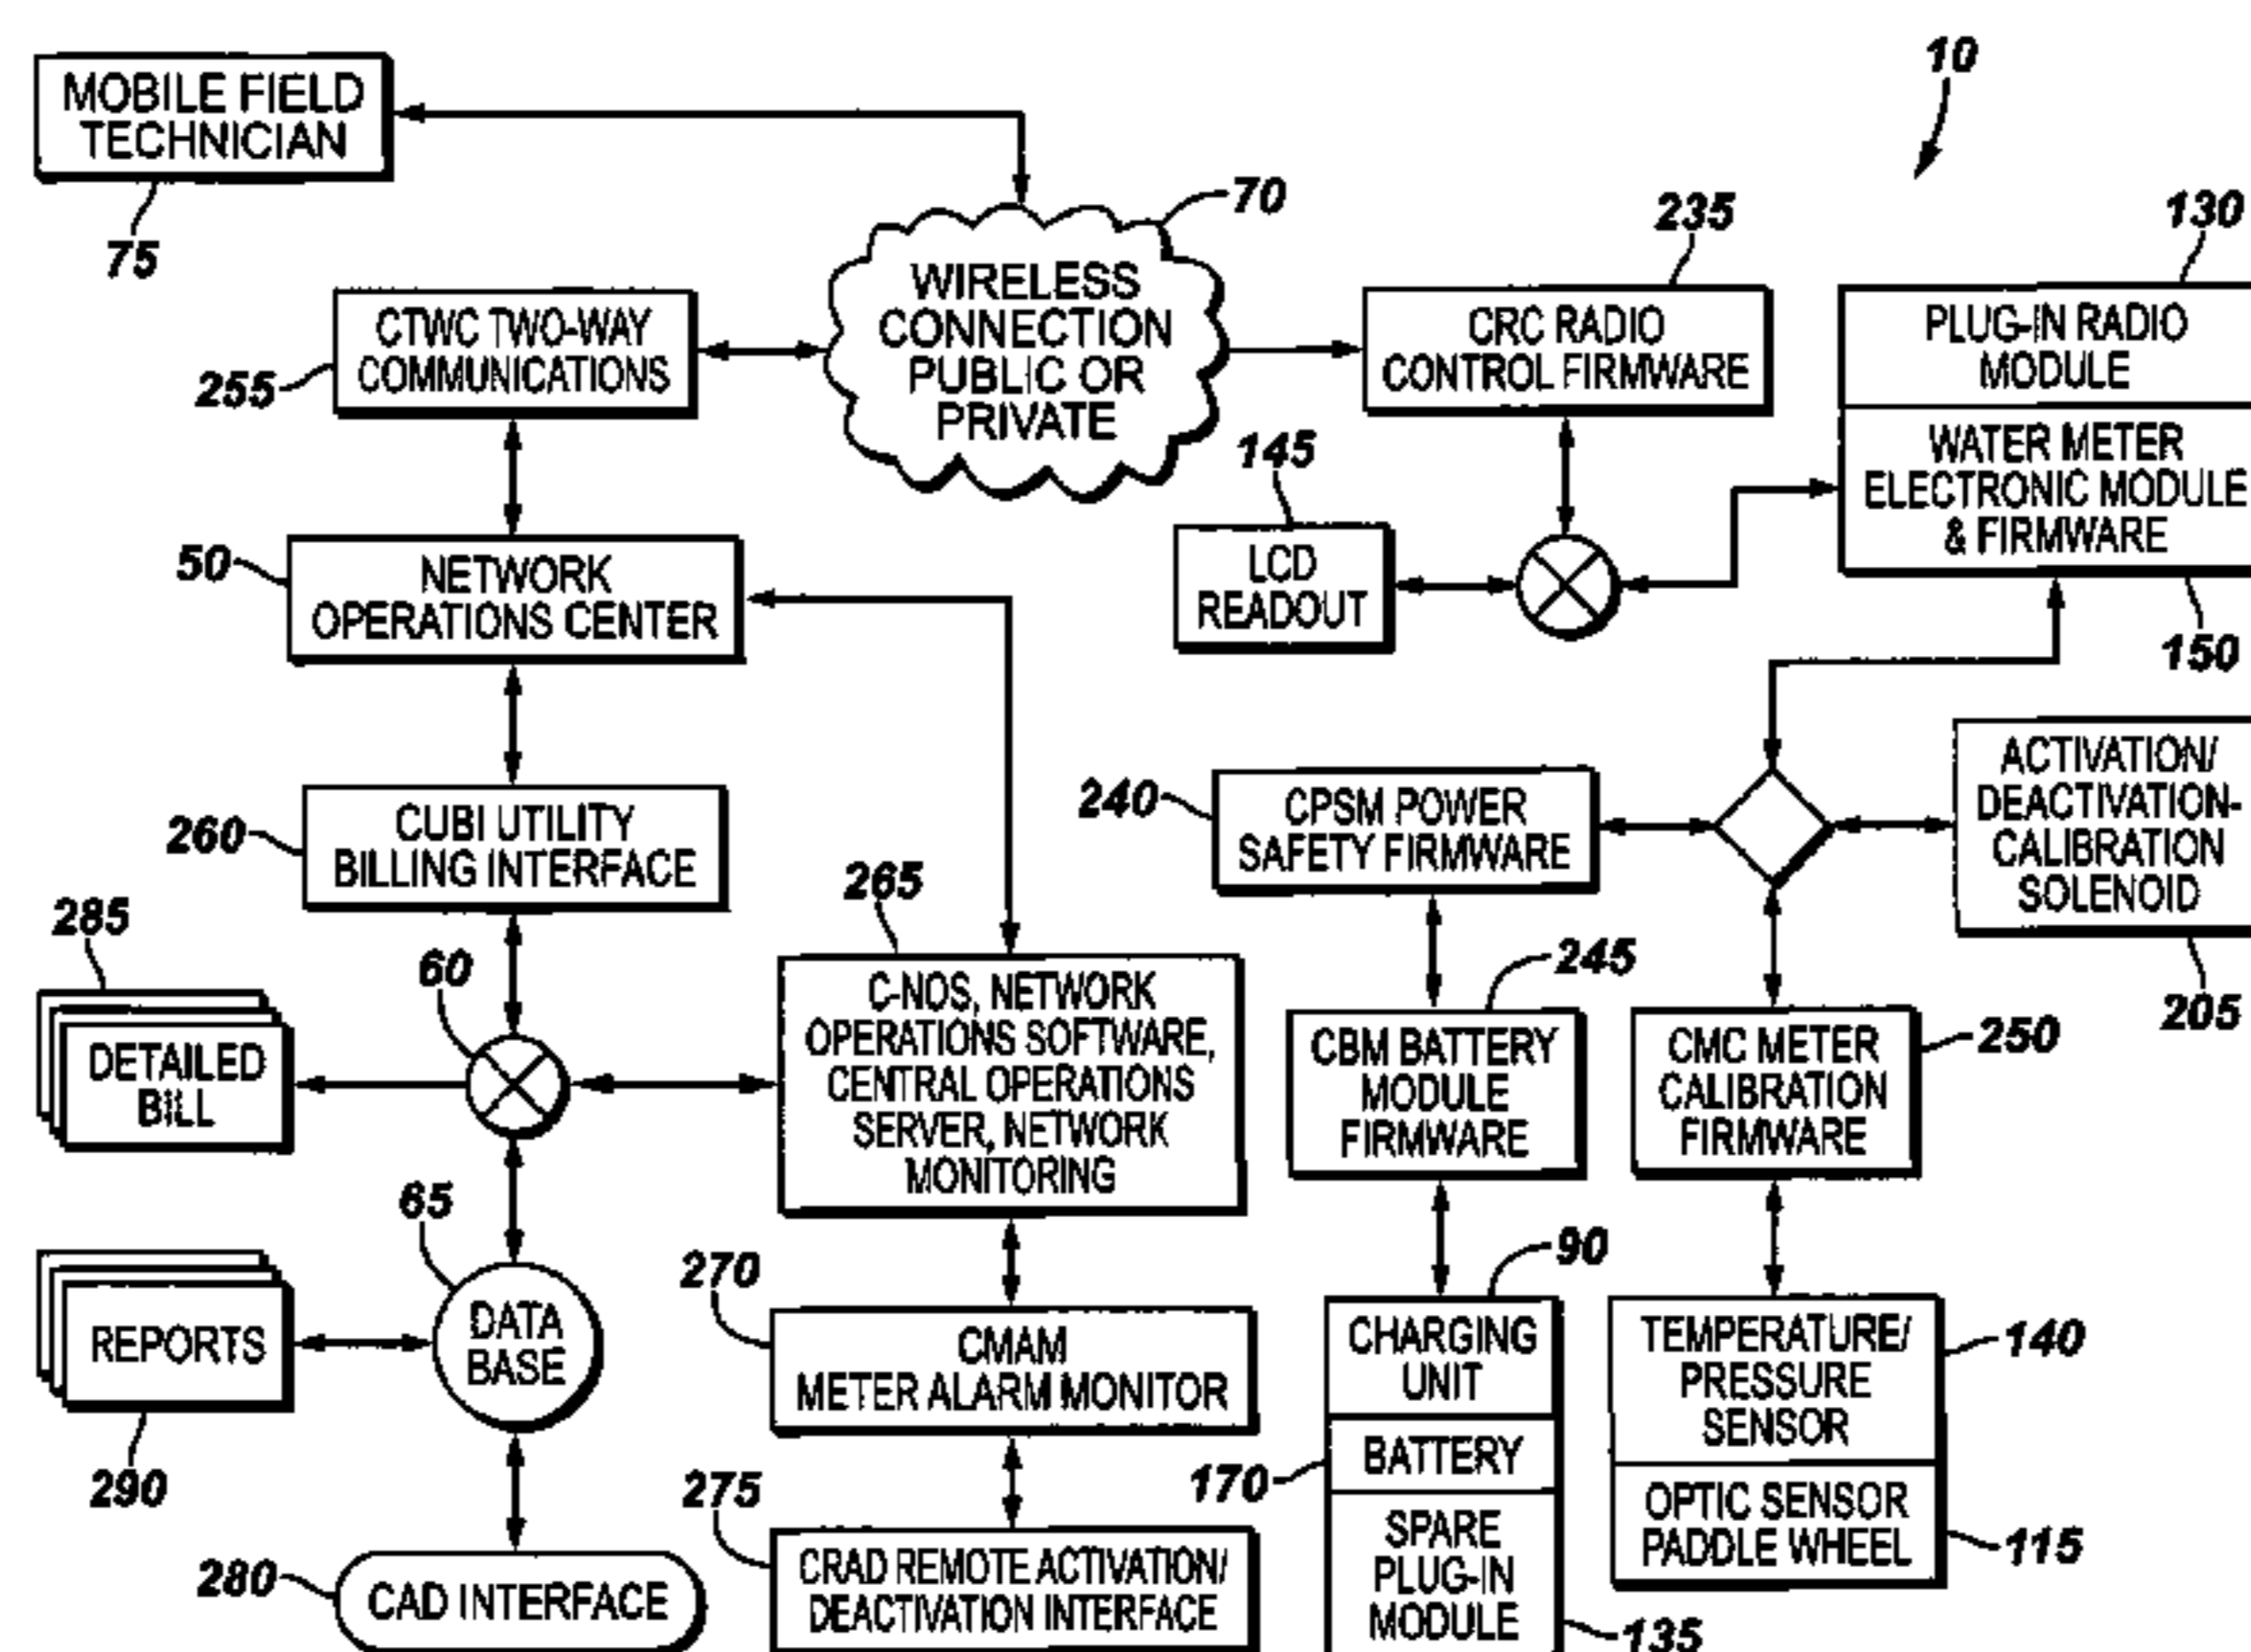 10
MOBILE FIELD
TECHNICIAN
75
70
WIRELESS
CONNECTION
PUBLIC OR
PRIVATE
235
130
CTWC TWO-WAY
COMMUNICATIONS
255
CRC RADIO
CONTROL FIRMWARE
PLUG-IN RADIO
MODULE
WATER METER
ELECTRONIC MODULE
& FIRMWARE
150
145
LCD
READOUT
50
NETWORK
OPERATIONS CENTER
260
CUBI UTILITY
BILLING INTERFACE
240
CPSM POWER
SAFETY FIRMWARE
ACTIVATION/
DEACTIVATION-
CALIBRATION
SOLENOID
205
265
C-NOS, NETWORK
OPERATIONS SOFTWARE,
CENTRAL OPERATIONS
SERVER, NETWORK
MONITORING
285
DETAILED
BILL
60
245
CBM BATTERY
MODULE
FIRMWARE
CMC METER
CALIBRATION
FIRMWARE
250
65
DATA
BASE
REPORTS
290
270
CMAM
METER ALARM MONITOR
90
CHARGING
UNIT
170
BATTERY
SPARE
PLUG-IN
MODULE
135
TEMPERATURE/
PRESSURE
SENSOR
140
OPTIC SENSOR
PADDLE WHEEL
115
280
CAD INTERFACE
275
CRAD REMOTE ACTIVATION/
DEACTIVATION INTERFACE